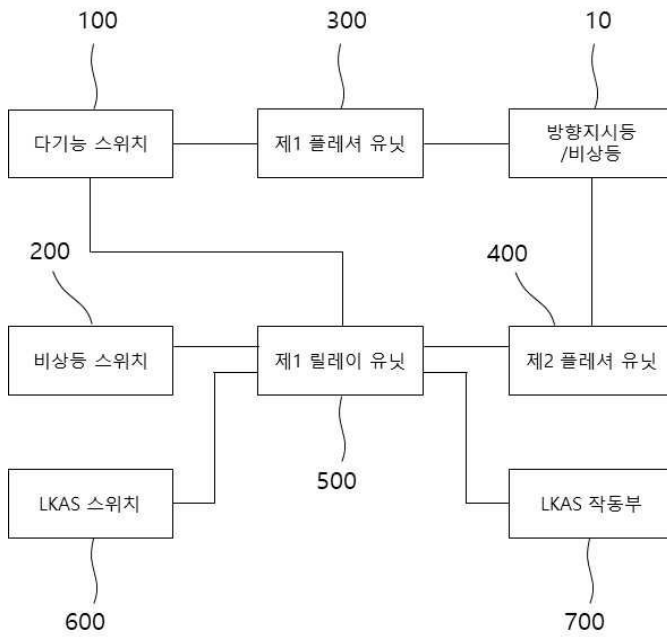 100
300
10
다기능 스위치
제1 플레셔 유닛
방향지시등
/비상등
200
400
비상등 스위치
제1 릴레이 유닛
제2 플레셔 유닛
500
LKAS 스위치
LKAS 작동부
600
700